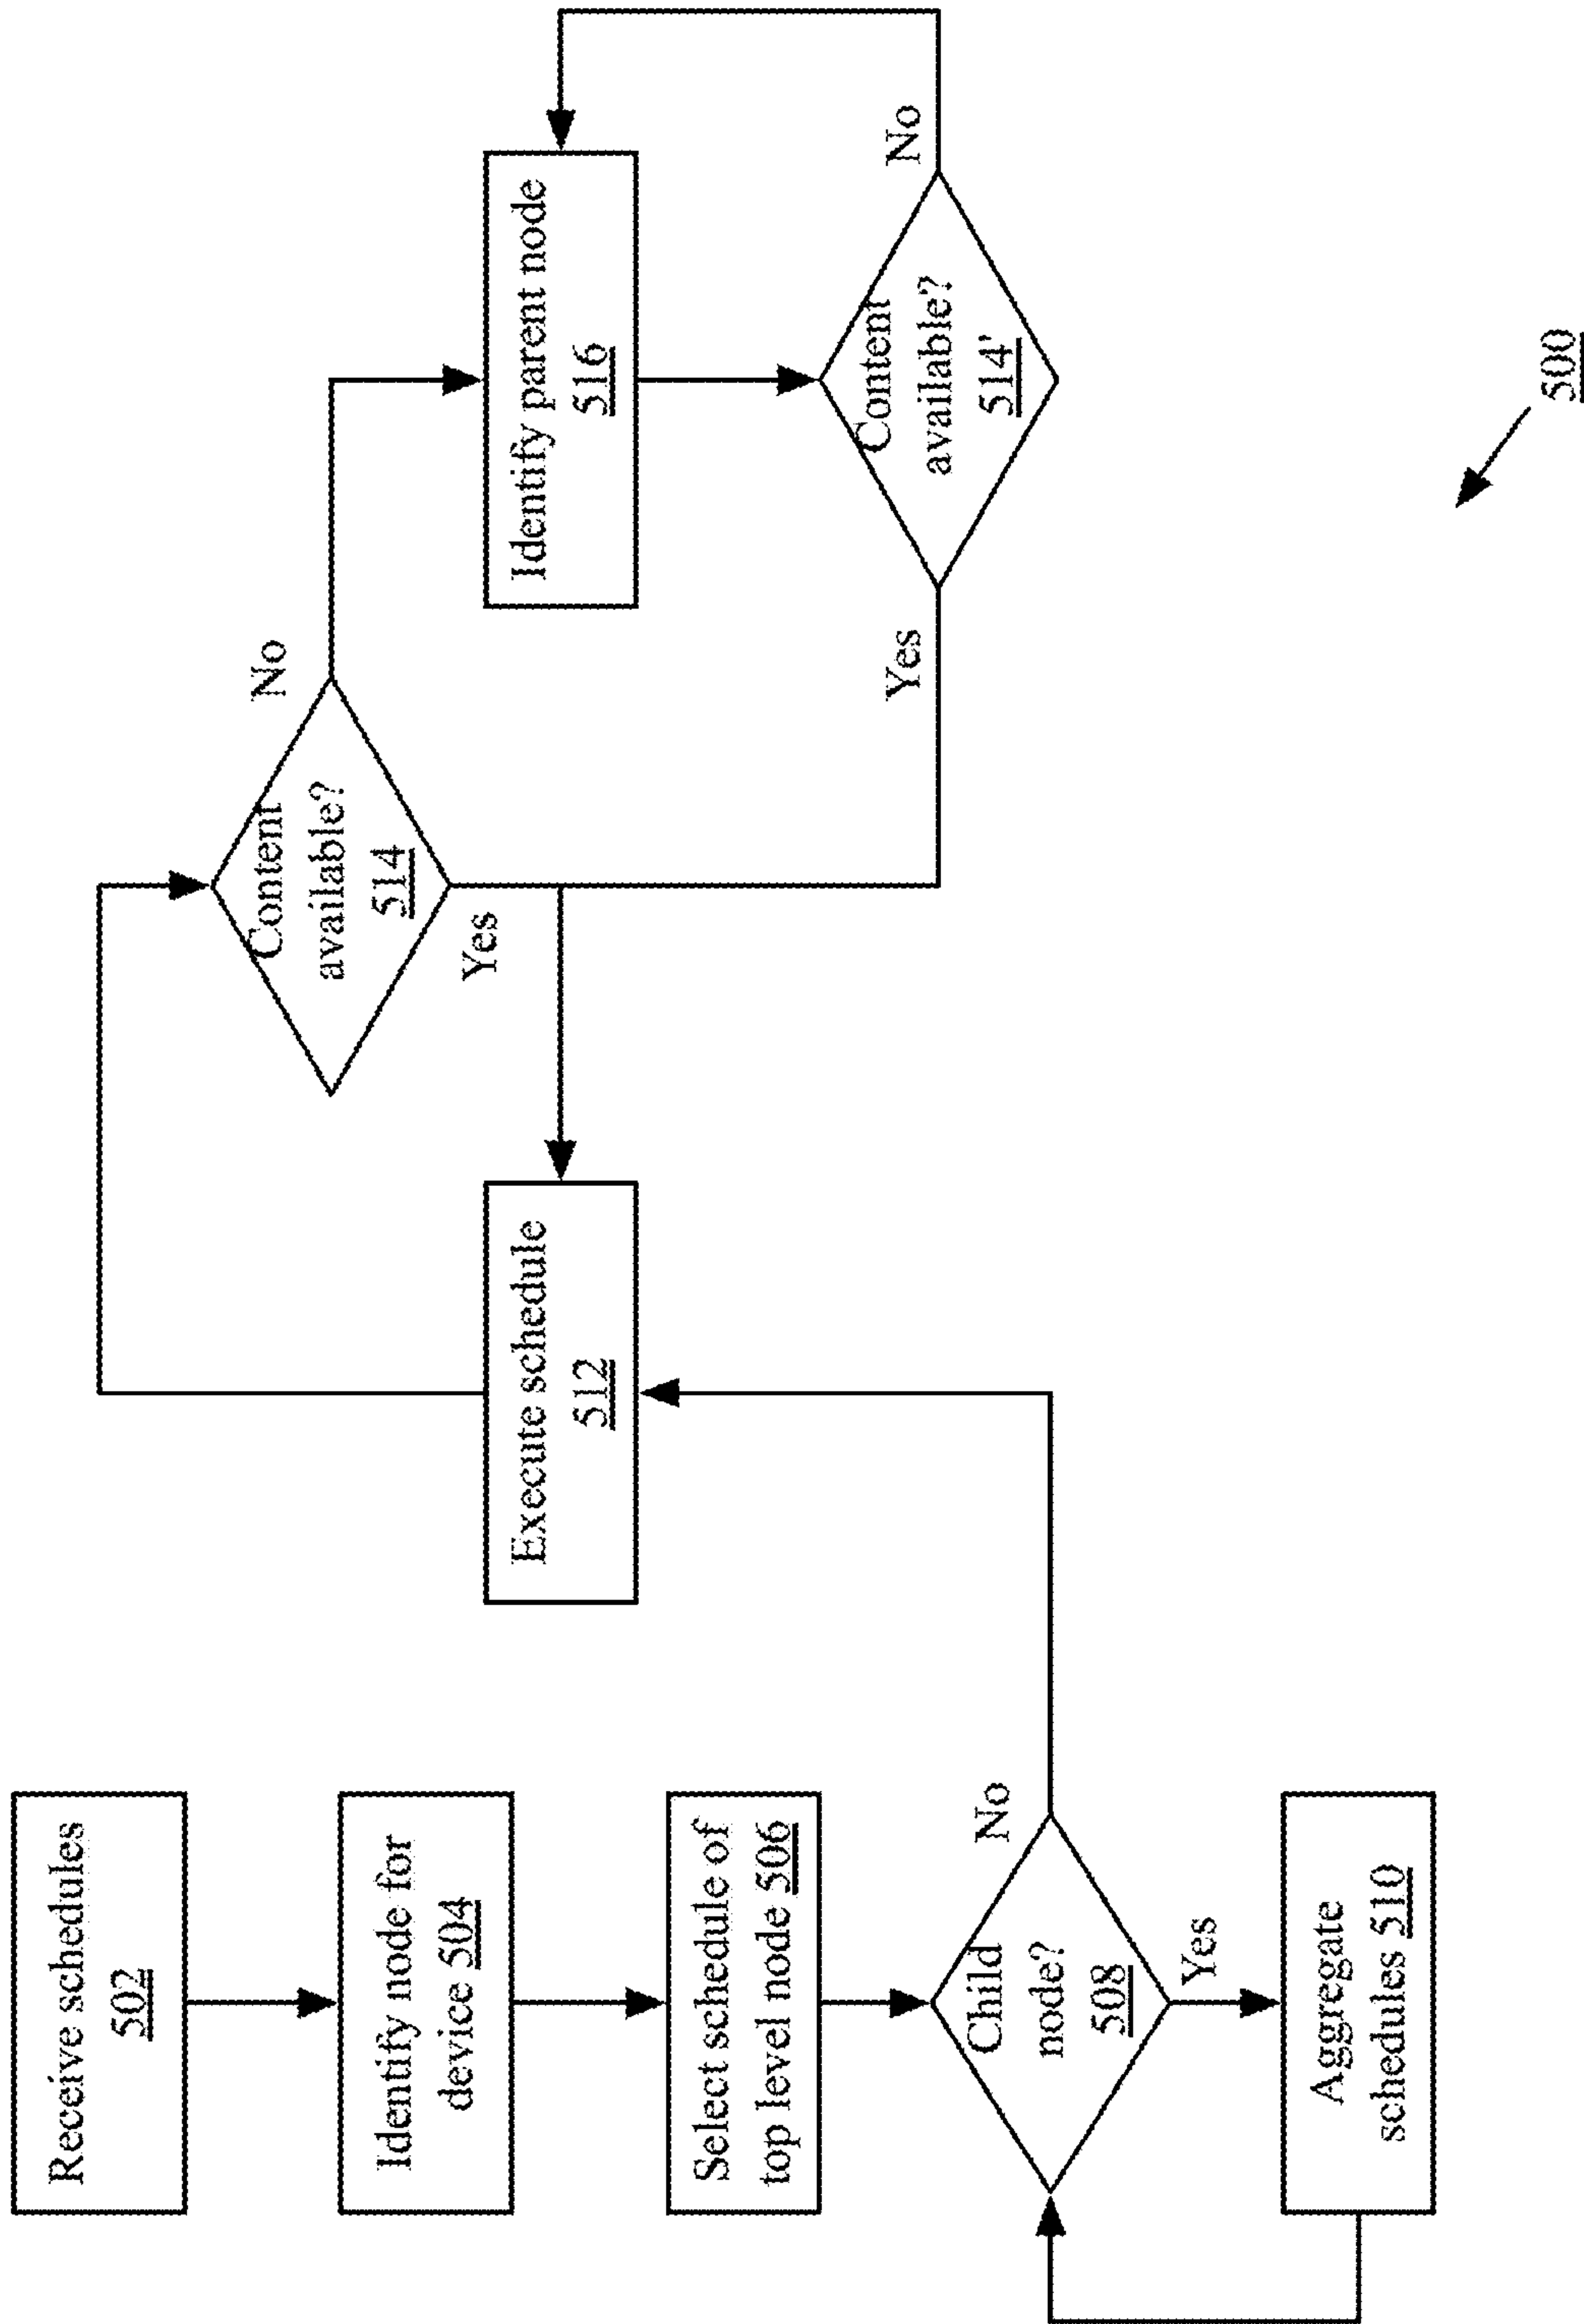 Receive schedules
502
Identify node for
device 504
Select schedule of
top level node 506
Child
node?
508
No
Yes
Aggregate
schedules 510
Execute schedule
512
Content
available?
514
No
Yes
Identify parent node
516
Content
available?
514'
No
Yes
500